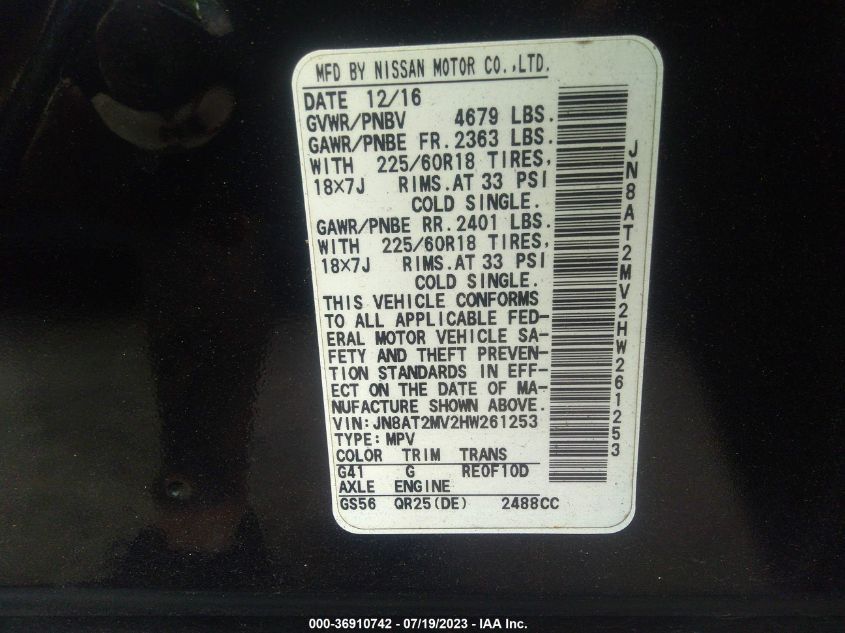 MFD BY NISSAN MOTOR CO.,LTD.
DATE 12/16
GVWR/PNBV 4679 LBS.
GAWR/PNBE FR. 2363 LBS.
WITH 225/60R18 TIRES,
18X7J RIMS.AT 33 PSI
COLD SINGLE.
GAWR/PNBE RR. 2401 LBS.
WITH 225/60R18 TIRES,
18X7J RIMS.AT 33 PSI
COLD SINGLE.
THIS VEHICLE CONFORMS
TO ALL APPLICABLE FED-
ERAL MOTOR VEHICLE SA-
FETY AND THEFT PREVEN-
TION STANDARDS IN EFF-
ECT ON THE DATE OF MA-
NUFACTURE SHOWN ABOVE.
VIN:JN8AT2MV2HW261253
TYPE:MPV
COLOR TRIM TRANS
G41 G RE0F10D
AXLE ENGINE
GS56 QR25(DE) 2488CC
JN8AT2MV2HW261253
000-36910742 - 07/19/2023 - IAA Inc.